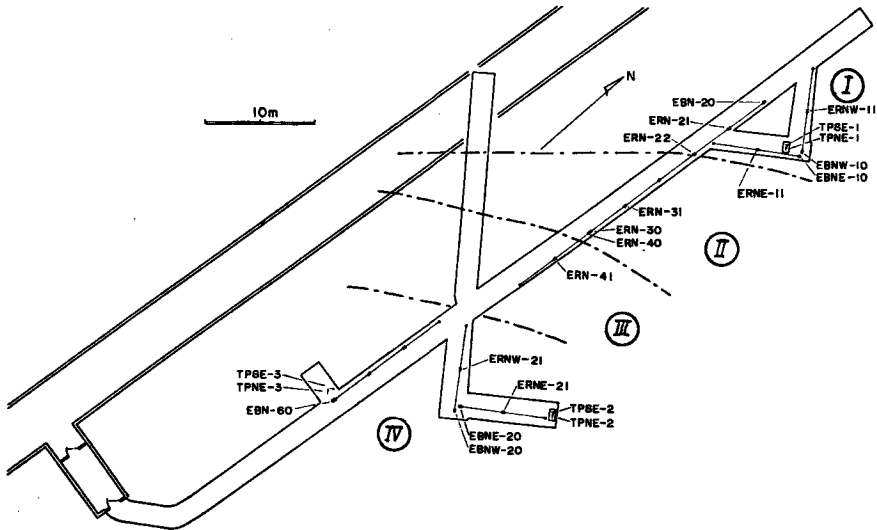 N
I
10m
EBN-20
ERN-21
ERN-22
ERNW-11
TPSE-1
TPNE-1
EBNW-10
EBNE-10
ERNE-11
ERN-31
ERN-30
ERN-40
II
ERN-41
III
ERNW-21
TPSE-3
TPNE-3
EBN-60
ERNE-21
TPSE-2
TPNE-2
EBNE-20
EBNW-20
IV